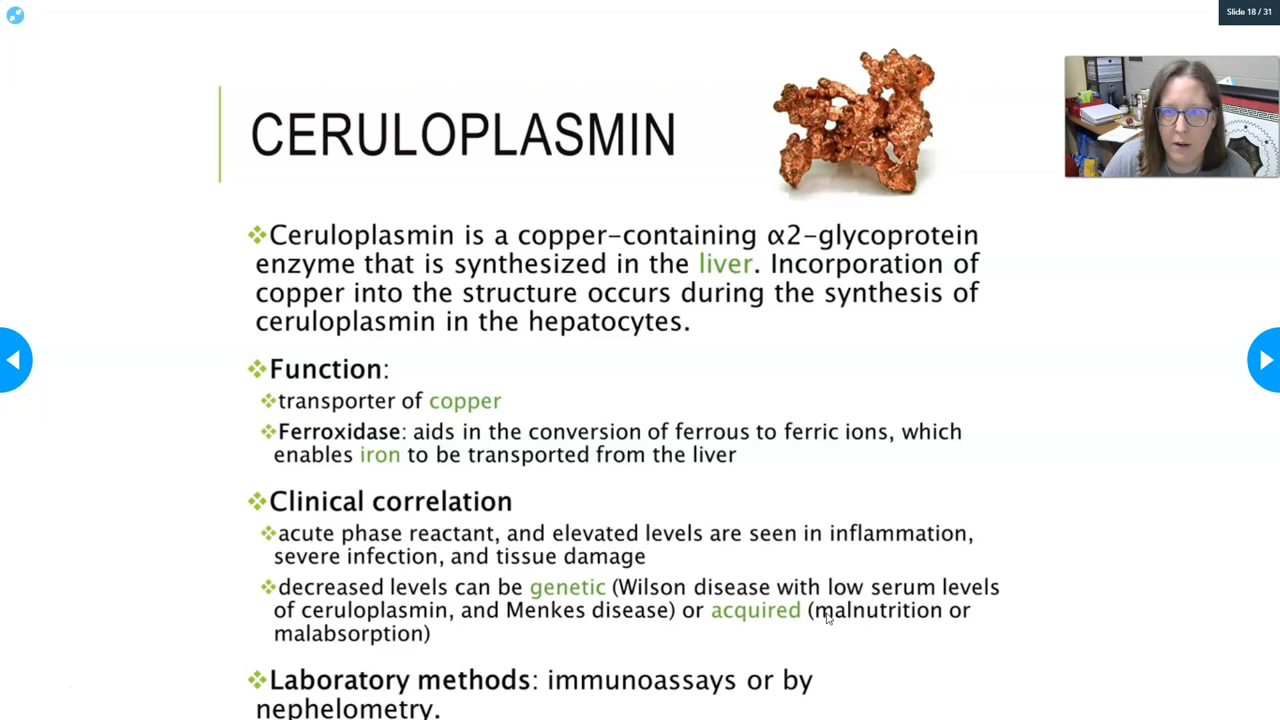 Slide 18 / 31
CERULOPLASMIN
❖Ceruloplasmin is a copper-containing α2-glycoprotein
enzyme that is synthesized in the liver. Incorporation of
copper into the structure occurs during the synthesis of
ceruloplasmin in the hepatocytes.
❖Function:
❖transporter of copper
❖Ferroxidase: aids in the conversion of ferrous to ferric ions, which
enables iron to be transported from the liver
❖Clinical correlation
❖acute phase reactant, and elevated levels are seen in inflammation,
severe infection, and tissue damage
❖decreased levels can be genetic (Wilson disease with low serum levels
of ceruloplasmin, and Menkes disease) or acquired (malnutrition or
malabsorption)
❖Laboratory methods: immunoassays or by
nephelometry.